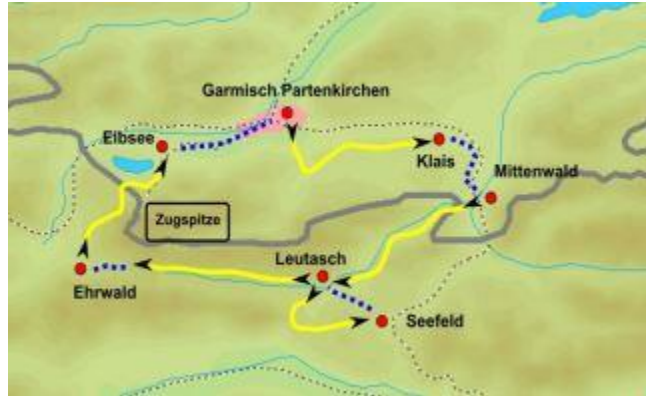 Garmisch Partenkirchen
Elbsee
Klais
Mittenwald
Zugspitze
Leutasch
Ehrwald
Seefeld